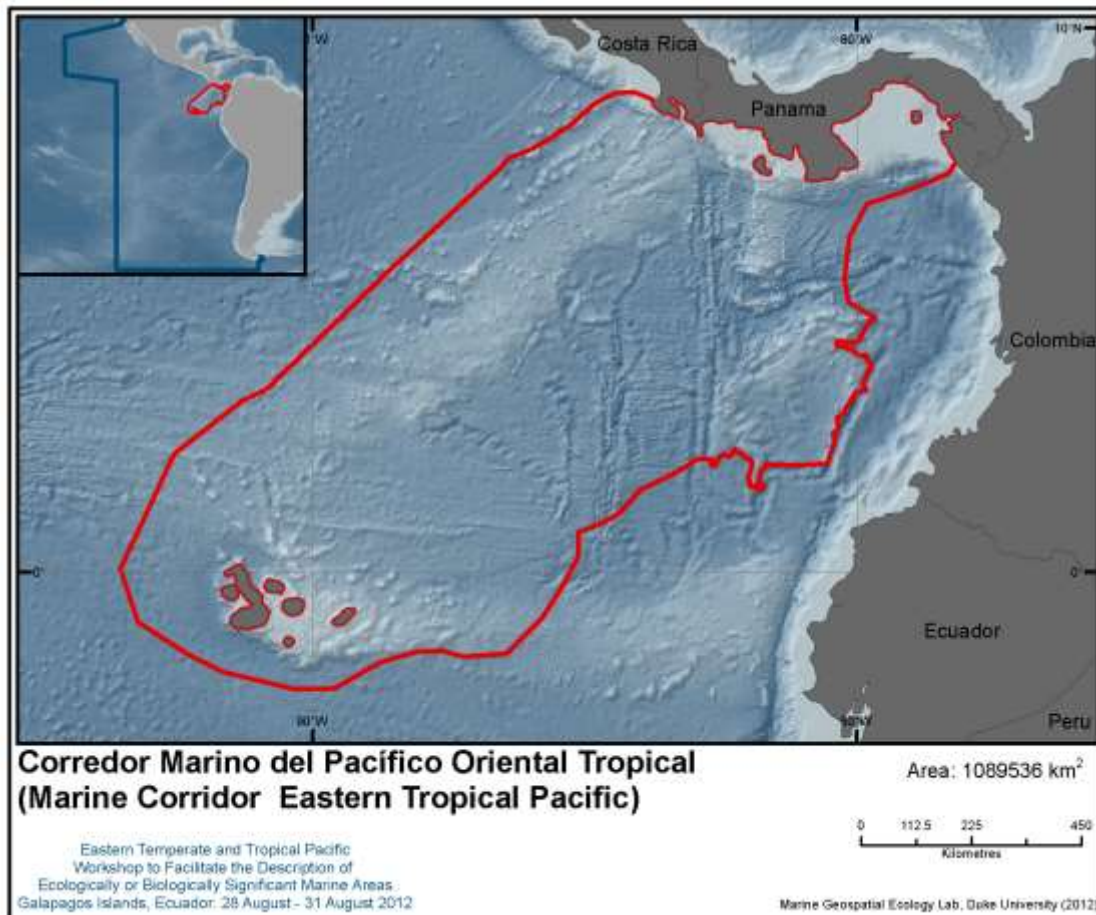 W
80°W
10°N
Costa Rica
Panama
Colombia
0°
0°
Ecuador
Peru
90°W
80°W
Corredor Marino del Pacífico Oriental Tropical
(Marine Corridor Eastern Tropical Pacific)
Area: 1089536 km²
0 112.5 225 450
Kilometres
Eastern Temperate and Tropical Pacific
Workshop to Facilitate the Description of
Ecologically or Biologically Significant Marine Areas
Galapagos Islands, Ecuador: 28 August - 31 August 2012
Marine Geospatial Ecology Lab, Duke University (2012)